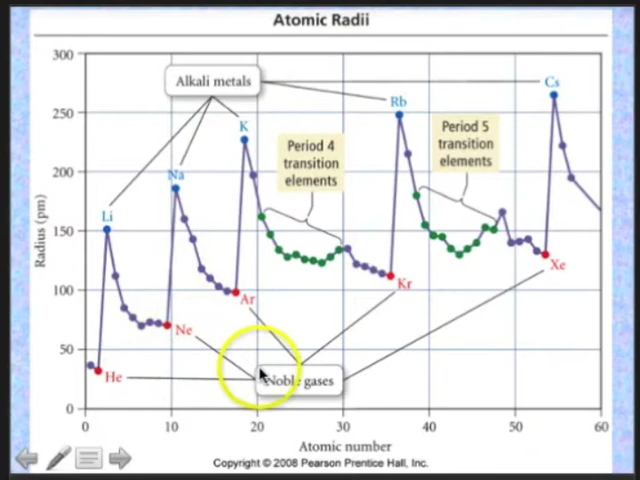 Atomic Radii
300
250
200
150
100
50
0
Radius (pm)
Alkali metals
Li
Na
K
Rb
Cs
Period 4
transition
elements
Period 5
transition
elements
He
Ne
Ar
Kr
Xe
Noble gases
0
10
20
30
40
50
60
Atomic number
Copyright © 2008 Pearson Prentice Hall, Inc.